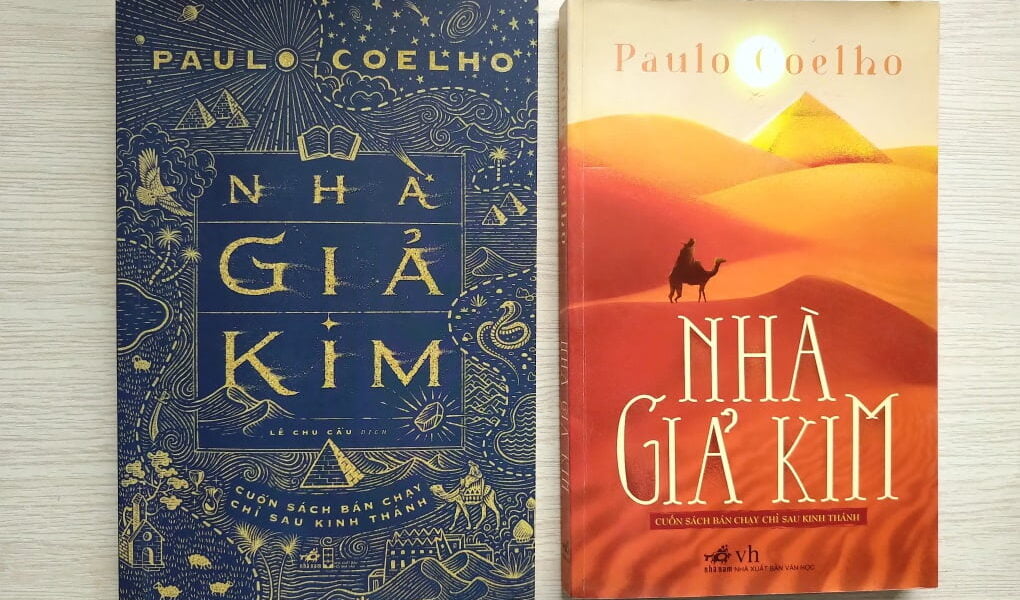 PAULO COELHO
NHÀ
GIẢ
KIM
LÊ CHU CẦU DỊCH
CUỐN SÁCH BÁN CHẠY
CHỈ SAU KINH THÁNH
nhã nam
Paulo Coelho
NHÀ
GIẢ KIM
CUỐN SÁCH BÁN CHẠY CHỈ SAU KINH THÁNH
nhã nam
vh
NHÀ XUẤT BẢN VĂN HỌC